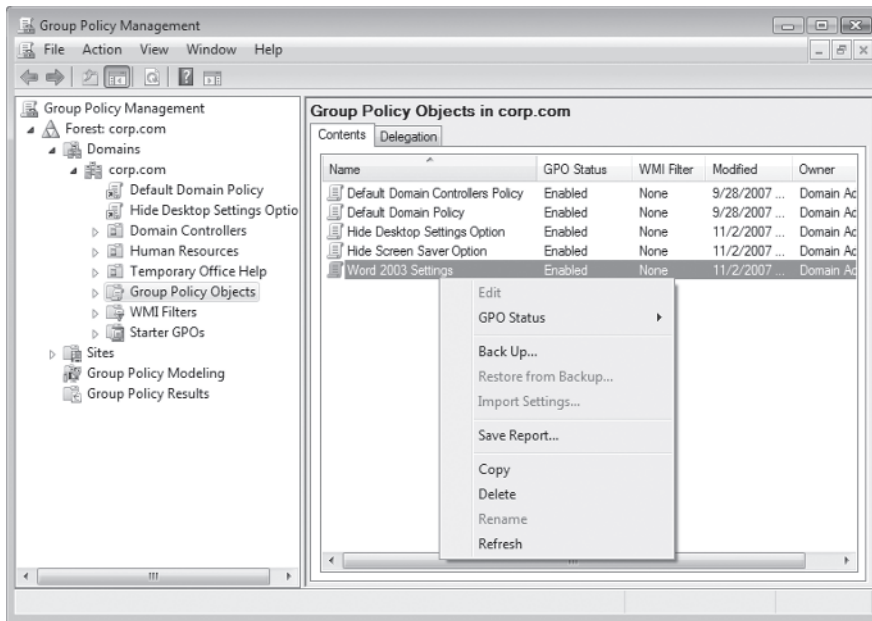 Group Policy Management
File Action View Window Help
Group Policy Management
Forest: corp.com
Domains
corp.com
Default Domain Policy
Hide Desktop Settings Optio
Domain Controllers
Human Resources
Temporary Office Help
Group Policy Objects
WMI Filters
Starter GPOs
Sites
Group Policy Modeling
Group Policy Results
Group Policy Objects in corp.com
Contents Delegation
Name GPO Status WMI Filter Modified Owner
Default Domain Controllers Policy Enabled None 9/28/2007 ... Domain Ac
Default Domain Policy Enabled None 9/28/2007 ... Domain Ac
Hide Desktop Settings Option Enabled None 11/2/2007 ... Domain Ac
Hide Screen Saver Option Enabled None 11/2/2007 ... Domain Ac
Word 2003 Settings Enabled None 11/2/2007 ... Domain Ac
Edit
GPO Status
Back Up...
Restore from Backup...
Import Settings...
Save Report...
Copy
Delete
Rename
Refresh